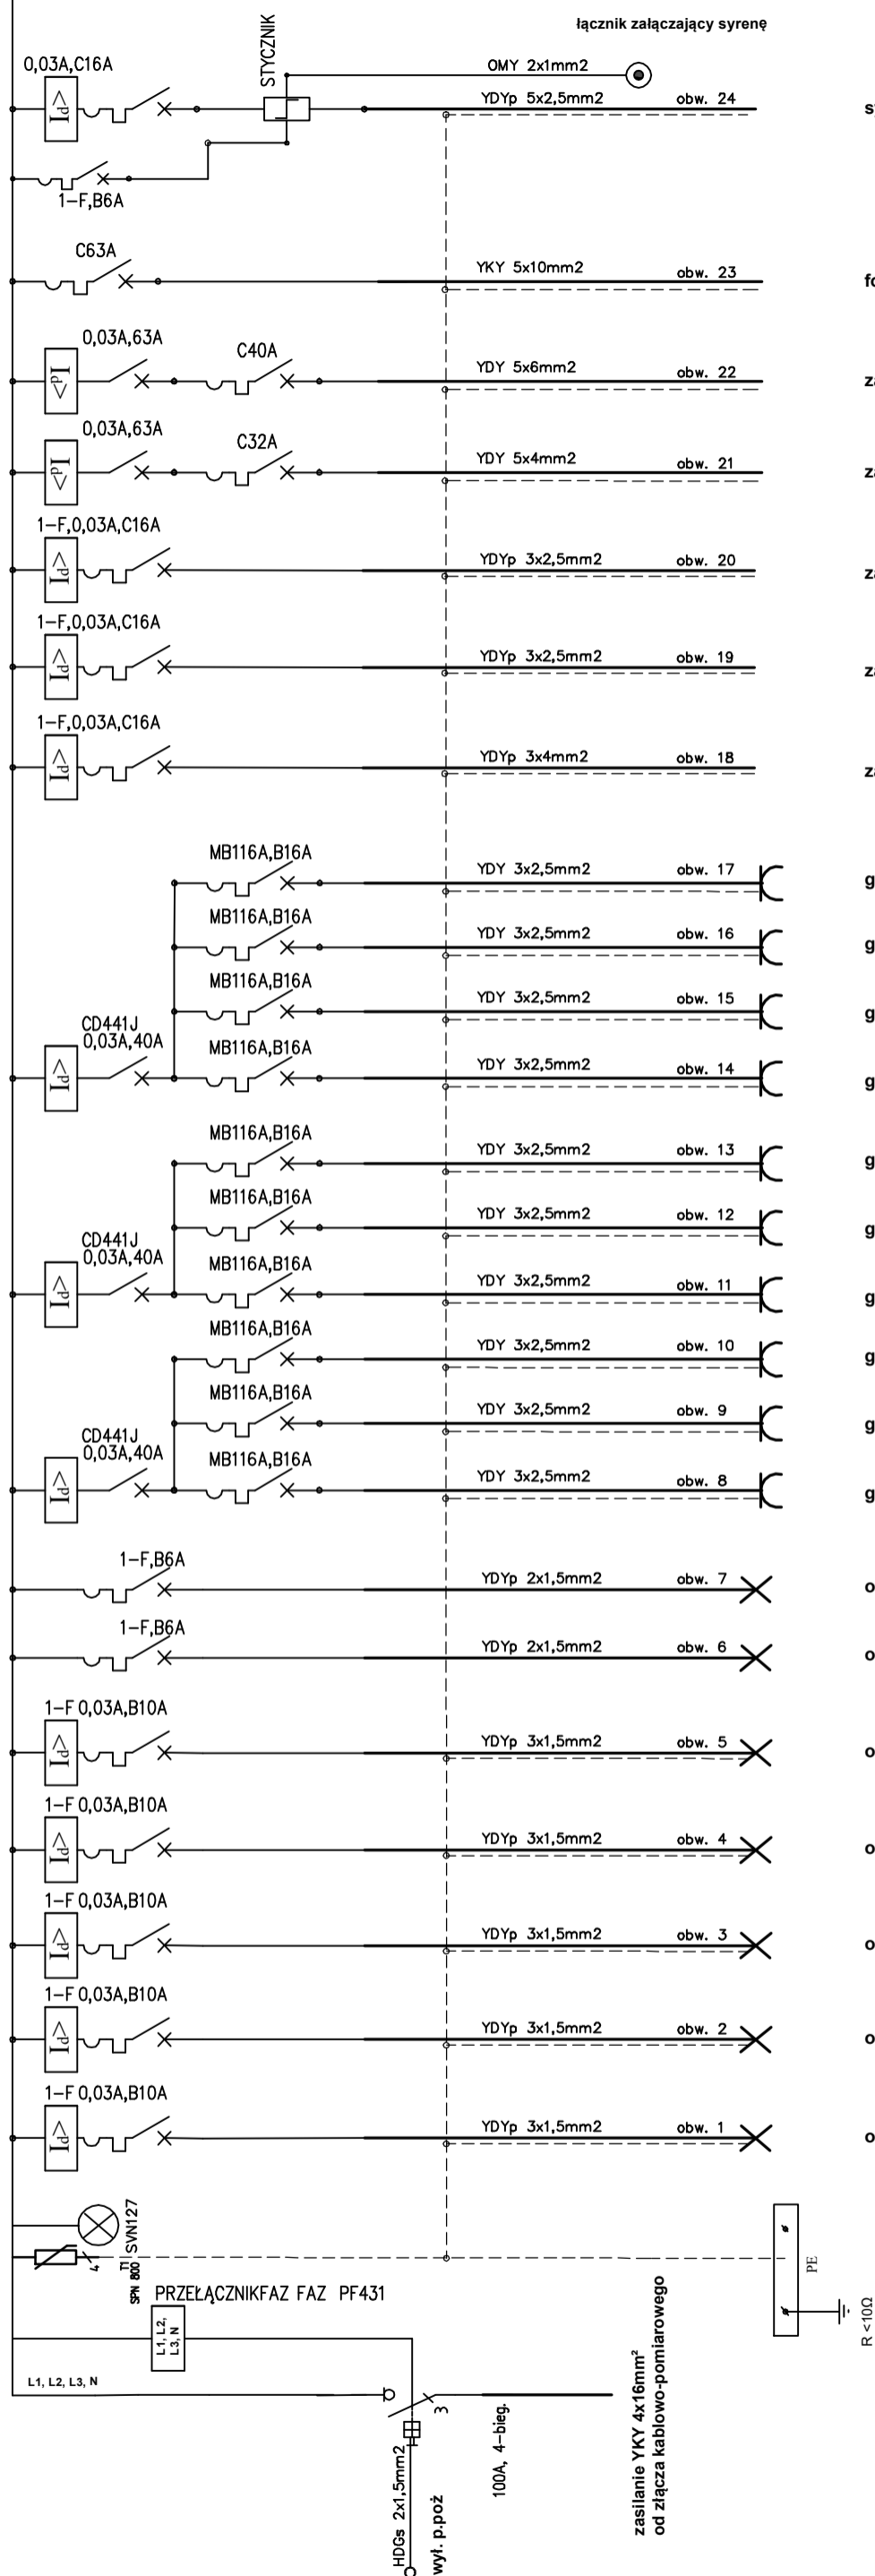 łącznik załączający syrenę
STYCZNIK
0,03A,C16A
OMY 2x1mm2
YDYp 5x2,5mm2 obw. 24
1-F,B6A
C63A
YKY 5x10mm2 obw. 23
0,03A,63A
C40A
YDY 5x6mm2 obw. 22
0,03A,63A
C32A
YDY 5x4mm2 obw. 21
1-F,0,03A,C16A
YDYp 3x2,5mm2 obw. 20
1-F,0,03A,C16A
YDYp 3x2,5mm2 obw. 19
1-F,0,03A,C16A
YDYp 3x4mm2 obw. 18
MB116A,B16A
YDY 3x2,5mm2 obw. 17
MB116A,B16A
YDY 3x2,5mm2 obw. 16
MB116A,B16A
YDY 3x2,5mm2 obw. 15
CD441J
0,03A,40A
MB116A,B16A
YDY 3x2,5mm2 obw. 14
MB116A,B16A
YDY 3x2,5mm2 obw. 13
MB116A,B16A
YDY 3x2,5mm2 obw. 12
CD441J
0,03A,40A
MB116A,B16A
YDY 3x2,5mm2 obw. 11
MB116A,B16A
YDY 3x2,5mm2 obw. 10
MB116A,B16A
YDY 3x2,5mm2 obw. 9
CD441J
0,03A,40A
MB116A,B16A
YDY 3x2,5mm2 obw. 8
1-F,B6A
YDYp 2x1,5mm2 obw. 7
1-F,B6A
YDYp 2x1,5mm2 obw. 6
1-F 0,03A,B10A
YDYp 3x1,5mm2 obw. 5
1-F 0,03A,B10A
YDYp 3x1,5mm2 obw. 4
1-F 0,03A,B10A
YDYp 3x1,5mm2 obw. 3
1-F 0,03A,B10A
YDYp 3x1,5mm2 obw. 2
1-F 0,03A,B10A
YDYp 3x1,5mm2 obw. 1
SVN127
4
T1
SPN 800
PE
PRZEŁĄCZNIKFAZ FAZ PF431
L1, L2,
L3, N
R <10Ω
L1, L2, L3, N
3
100A, 4-bieg.
HDGs 2x1,5mm2
wył. p.poż
zasilanie YKY 4x16mm²
od złącza kablowo-pomiarowego